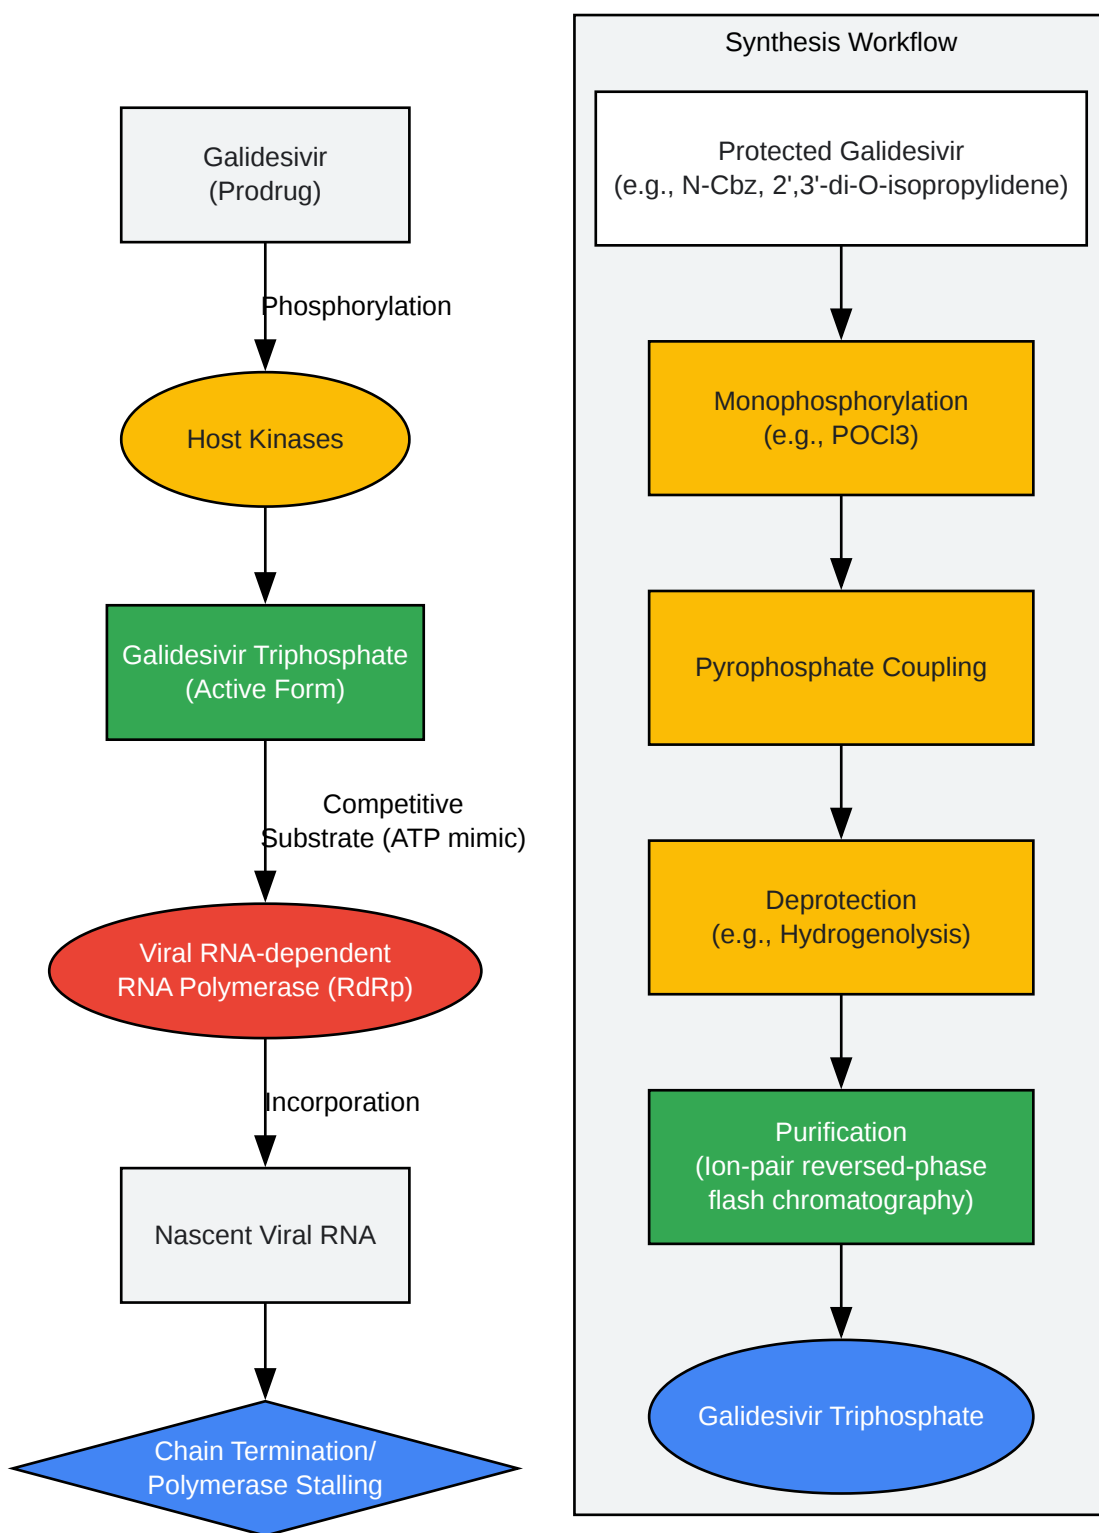 Galidesivir
(Prodrug)
Phosphorylation
Host Kinases
Galidesivir Triphosphate
(Active Form)
Competitive
Substrate (ATP mimic)
Viral RNA-dependent
RNA Polymerase (RdRp)
Incorporation
Nascent Viral RNA
Chain Termination/
Polymerase Stalling
Synthesis Workflow
Protected Galidesivir
(e.g., N-Cbz, 2',3'-di-O-isopropylidene)
Monophosphorylation
(e.g., POCl3)
Pyrophosphate Coupling
Deprotection
(e.g., Hydrogenolysis)
Purification
(Ion-pair reversed-phase
flash chromatography)
Galidesivir Triphosphate